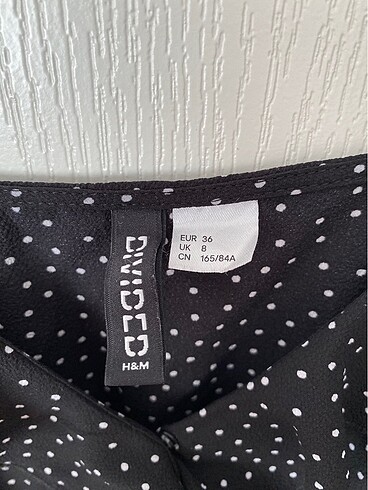 DIVIDED
H&M
EUR 36
UK 8
CN 165/84A